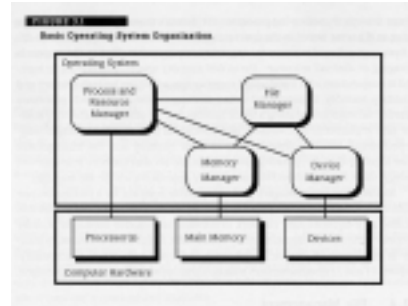 Basic Operating System Organization
Operating System
Process and
Resource
Manager
File
Manager
Memory
Manager
Device
Manager
Processor(s)
Main Memory
Devices
Computer Hardware